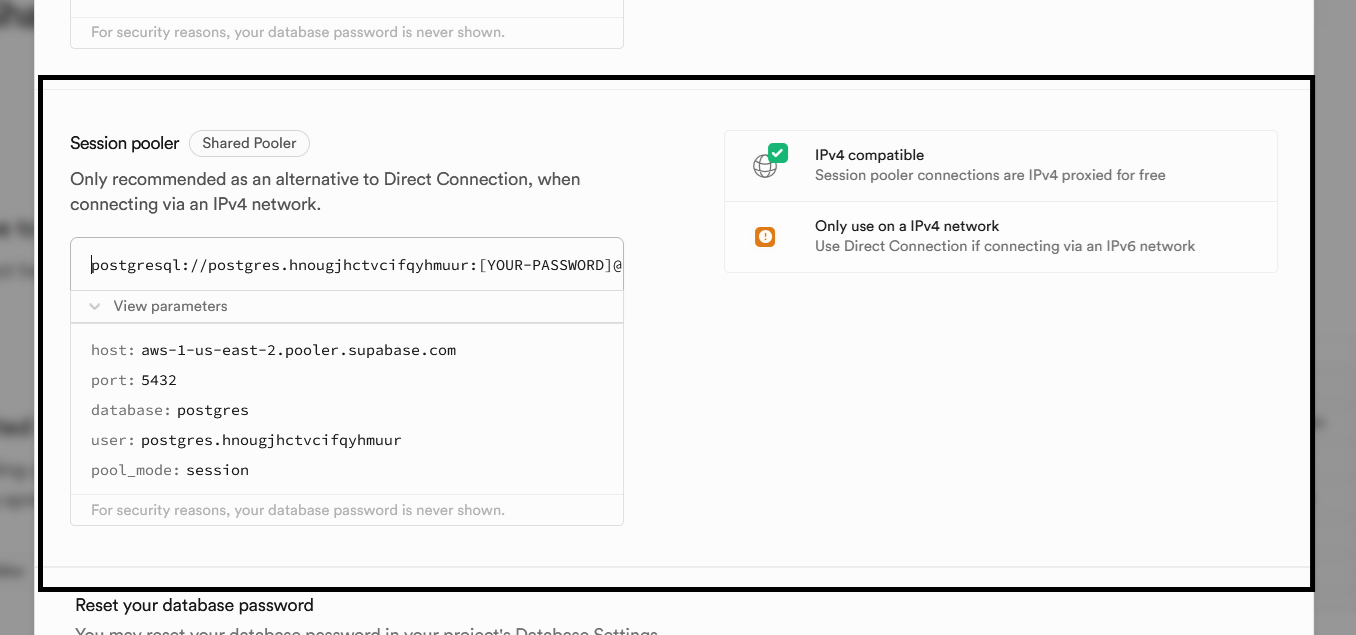 For security reasons, your database password is never shown.
Session pooler
Shared Pooler
Only recommended as an alternative to Direct Connection, when
connecting via an IPv4 network.
postgresql://postgres.hnougjhctvcifqyhmuur:[YOUR-PASSWORD]@
View parameters
host: aws-1-us-east-2.pooler.supabase.com
port: 5432
database: postgres
user: postgres.hnougjhctvcifqyhmuur
pool_mode: session
For security reasons, your database password is never shown.
IPv4 compatible
Session pooler connections are IPv4 proxied for free
Only use on a IPv4 network
Use Direct Connection if connecting via an IPv6 network
Reset your database password
You may reset your database password in your project's Database Settings